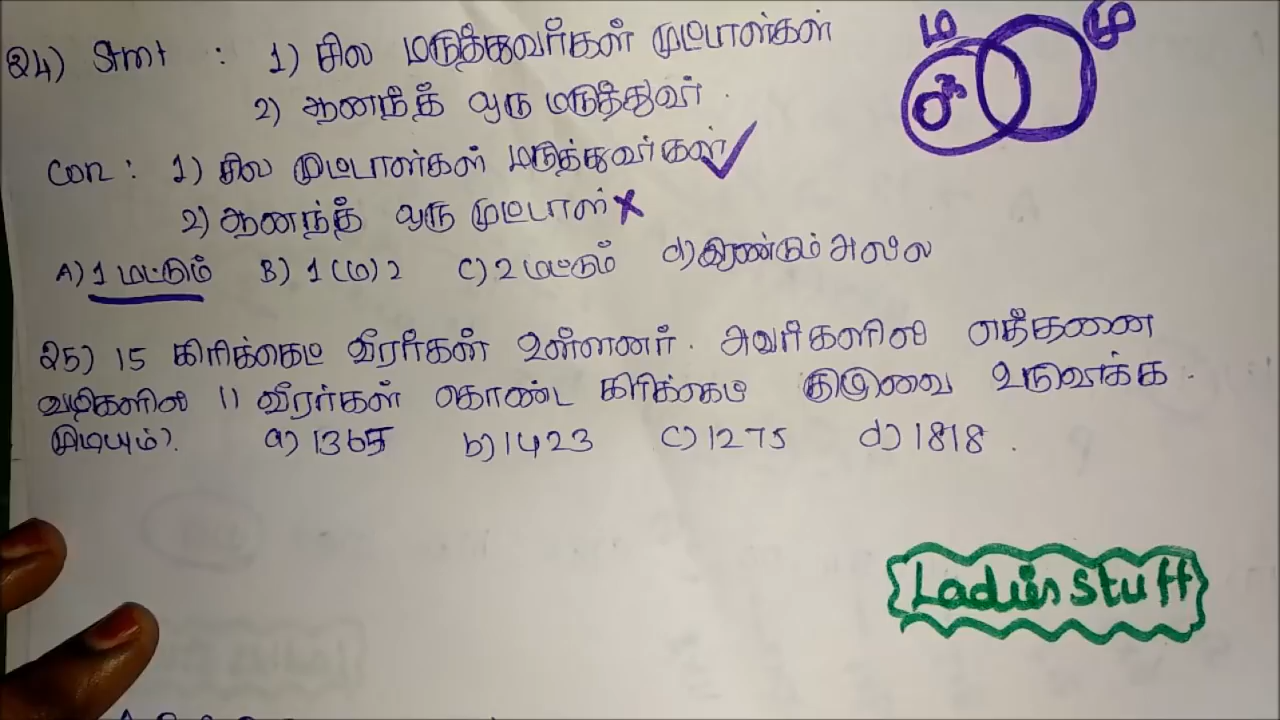 24) Stmt : 1) சில மருத்துவர்கள் முட்டாள்கள்
2) ஆனந்த் ஒரு மருத்துவர்.
ம மு
Con : 1) சில முட்டாள்கள் மருத்துவர்கள் ✓
2) ஆனந்த் ஒரு முட்டாள் ×
A) 1 மட்டும் B) 1 (ம) 2 C) 2 மட்டும் d) இரண்டும் அல்ல
25) 15 கிரிக்கெட் வீரர்கள் உள்ளனர். அவர்களில் எத்தனை
வழிகளில் 11 வீரர்கள் கொண்ட கிரிக்கெட் குழுவை உருவாக்க
முடியும்?. a) 1365 b) 1423 c) 1275 d) 1818.
Ladies Stuff